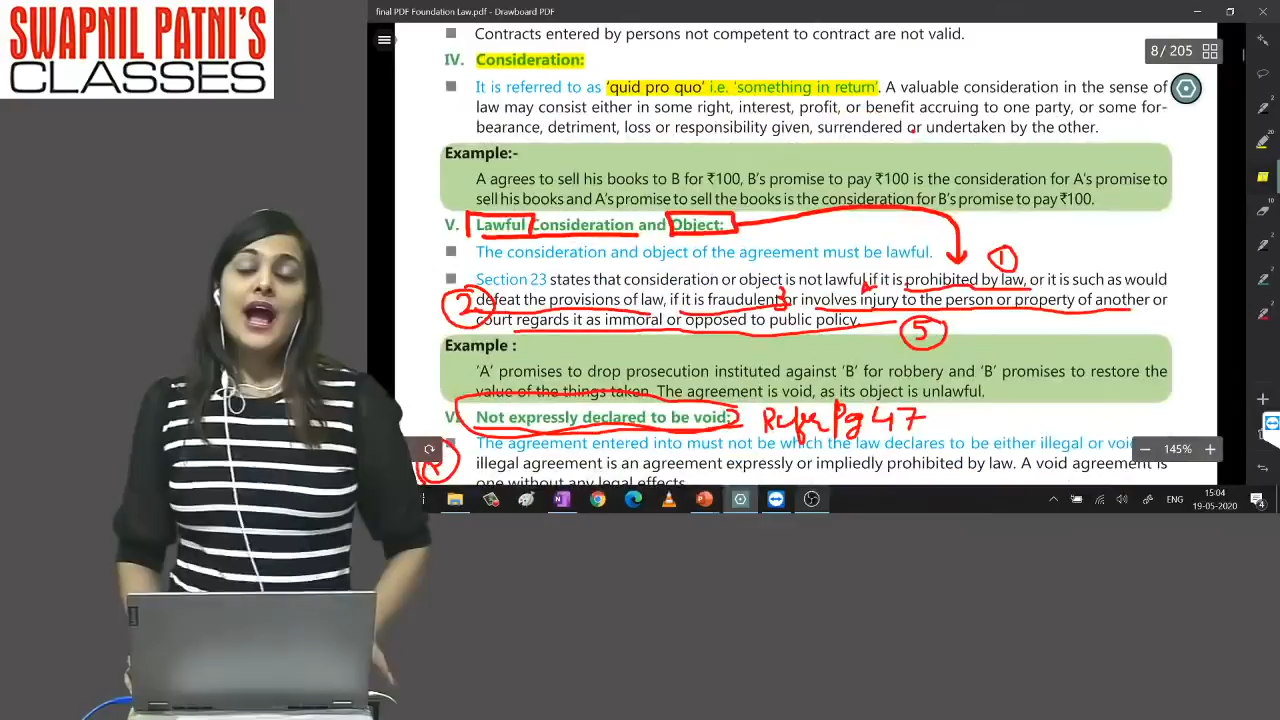 SWAPNIL PATNI'S
CLASSES
final PDF Foundation Law.pdf - Drawboard PDF
8 / 205
Contracts entered by persons not competent to contract are not valid.
IV. Consideration:
It is referred to as 'quid pro quo' i.e. 'something in return'. A valuable consideration in the sense of
law may consist either in some right, interest, profit, or benefit accruing to one party, or some for-
bearance, detriment, loss or responsibility given, surrendered or undertaken by the other.
Example:-
A agrees to sell his books to B for ₹100, B's promise to pay ₹100 is the consideration for A's promise to
sell his books and A's promise to sell the books is the consideration for B's promise to pay ₹100.
V. Lawful Consideration and Object:
The consideration and object of the agreement must be lawful.
1
Section 23 states that consideration or object is not lawful if it is prohibited by law, or it is such as would
2
defeat the provisions of law, if it is fraudulent or involves injury to the person or property of another or
3
court regards it as immoral or opposed to public policy.
5
Example :
'A' promises to drop prosecution instituted against 'B' for robbery and 'B' promises to restore the
value of the things taken. The agreement is void, as its object is unlawful.
Not expressly declared to be void: Refer Pg 47
The agreement entered into must not be which the law declares to be either illegal or voi
illegal agreement is an agreement expressly or impliedly prohibited by law. A void agreement is
one without any legal effects.
145%
ENG
15:04
19-05-2020